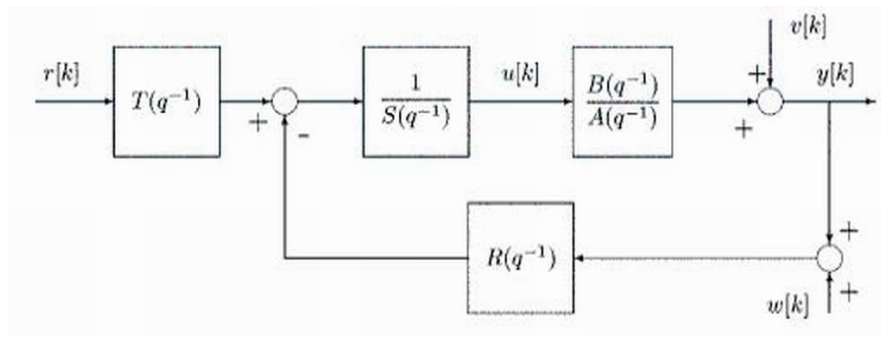 v[k]
r[k]
T(q⁻¹)
+
-
1
S(q⁻¹)
u[k]
B(q⁻¹)
A(q⁻¹)
+
+
y[k]
R(q⁻¹)
+
+
w[k]